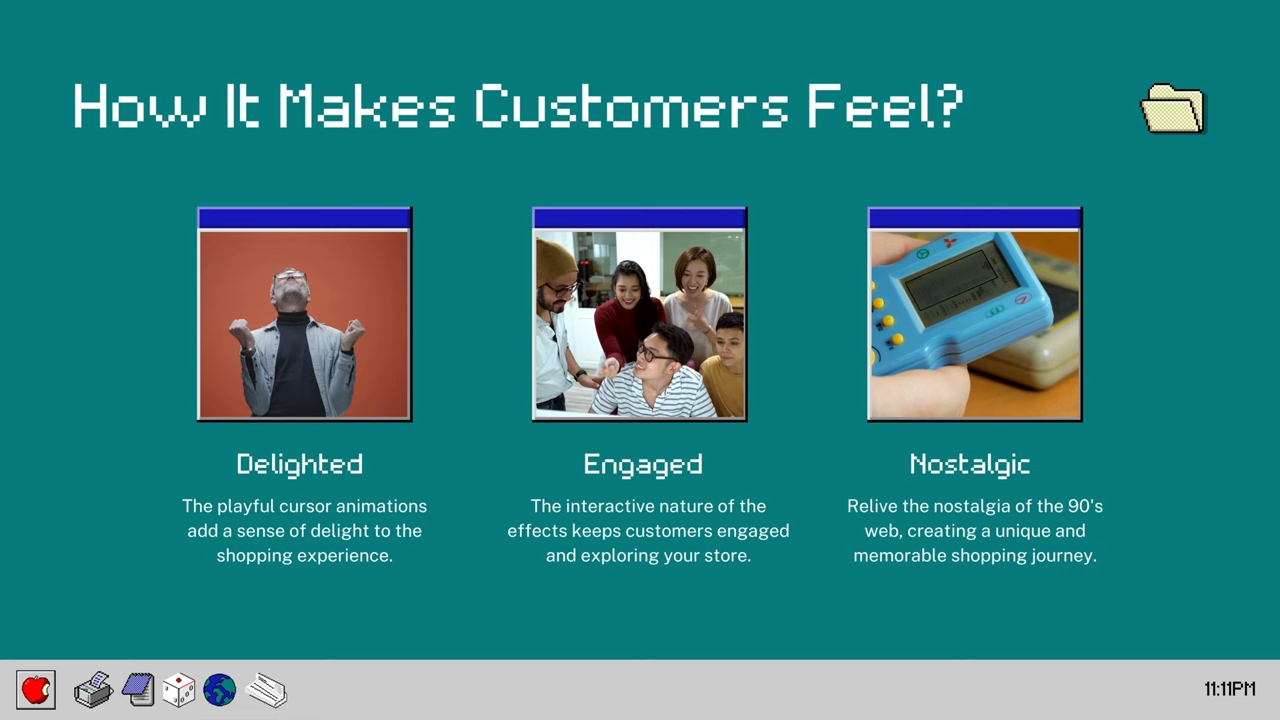 How It Makes Customers Feel?
Delighted
The playful cursor animations
add a sense of delight to the
shopping experience.
Engaged
The interactive nature of the
effects keeps customers engaged
and exploring your store.
Nostalgic
Relive the nostalgia of the 90's
web, creating a unique and
memorable shopping journey.
11:11PM